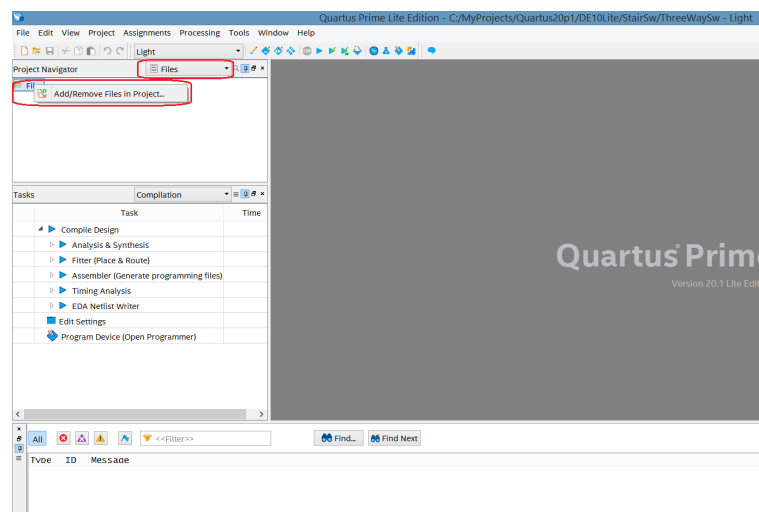 Quartus Prime Lite Edition - C:/MyProjects/Quartus20p1/DE10Lite/StairSw/ThreeWaySw - Light
File Edit View Project Assignments Processing Tools Window Help
Light
Project Navigator Files
Add/Remove Files in Project...
Tasks Compilation
Task Time
Compile Design
Analysis & Synthesis
Fitter (Place & Route)
Assembler (Generate programming files)
Timing Analysis
EDA Netlist Writer
Edit Settings
Program Device (Open Programmer)
Quartus Prime
Version 20.1 Lite Edit
All <<Filter>> Find... Find Next
Type ID Message